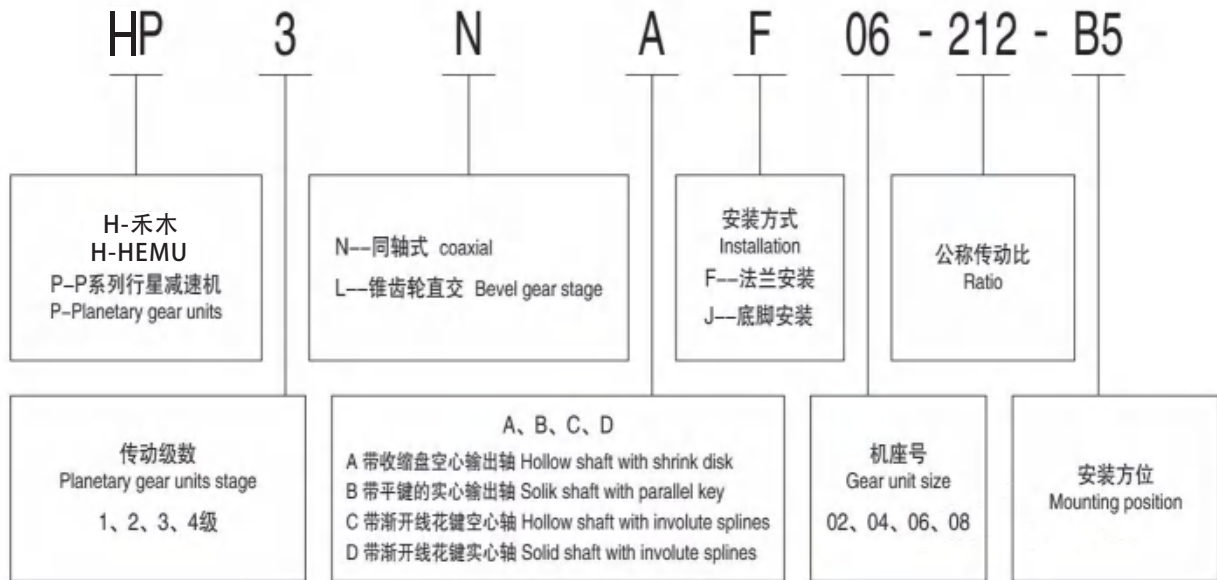 HP 3 N A F 06 - 212 - B5
H-禾木
H-HEMU
P–P系列行星减速机
P–Planetary gear units
N––同轴式 coaxial
L––锥齿轮直交 Bevel gear stage
安装方式
Installation
F––法兰安装
J––底脚安装
公称传动比
Ratio
传动级数
Planetary gear units stage
1、2、3、4级
A、B、C、D
A 带收缩盘空心输出轴 Hollow shaft with shrink disk
B 带平键的实心输出轴 Solik shaft with parallel key
C 带渐开线花键空心轴 Hollow shaft with involute splines
D 带渐开线花键实心轴 Solid shaft with involute splines
机座号
Gear unit size
02、04、06、08
安装方位
Mounting position